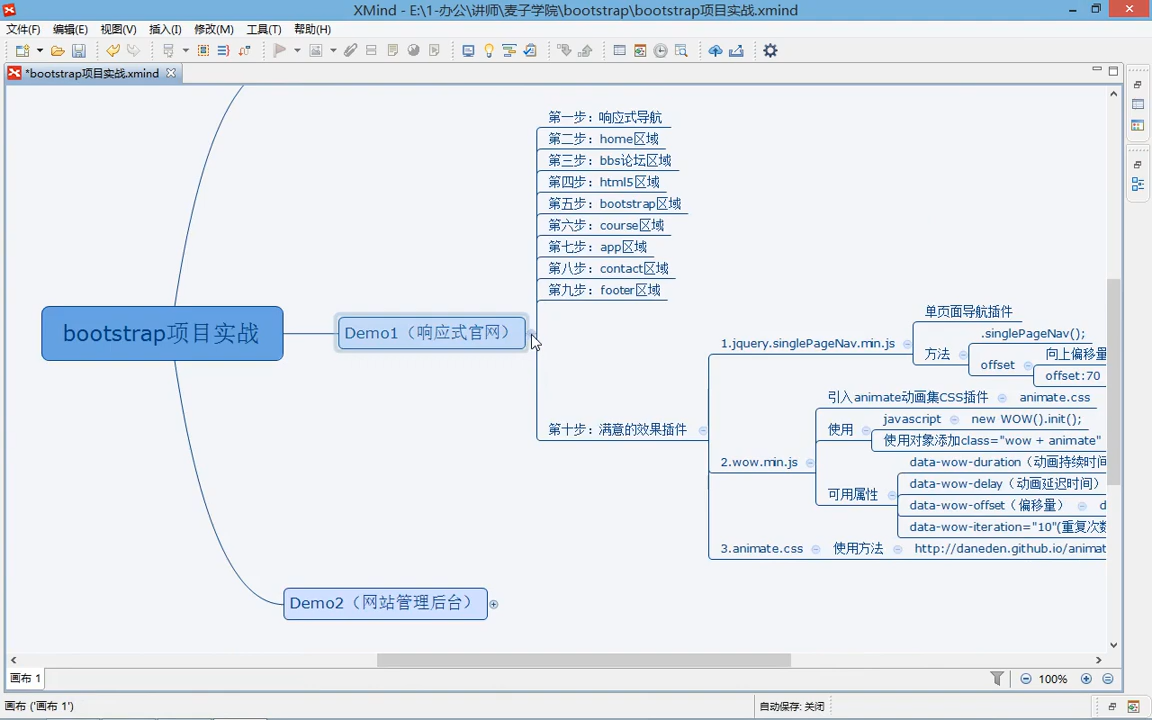 XMind - E:\1-办公\讲师\麦子学院\bootstrap\bootstrap项目实战.xmind
文件(F) 编辑(E) 视图(V) 插入(I) 修改(M) 工具(T) 帮助(H)
*bootstrap项目实战.xmind
第一步：响应式导航
第二步：home区域
第三步：bbs论坛区域
第四步：html5区域
第五步：bootstrap区域
第六步：course区域
第七步：app区域
第八步：contact区域
第九步：footer区域
bootstrap项目实战
Demo1（响应式官网）
第十步：满意的效果插件
1.jquery.singlePageNav.min.js
单页面导航插件
方法
.singlePageNav();
offset
向上偏移量
offset:70
2.wow.min.js
引入animate动画集CSS插件
animate.css
使用
javascript
new WOW().init();
使用对象添加class="wow + animate"
可用属性
data-wow-duration（动画持续时间
data-wow-delay（动画延迟时间）
data-wow-offset（偏移量）
d
data-wow-iteration="10"(重复次数
3.animate.css
使用方法
http://daneden.github.io/animat
Demo2（网站管理后台）
画布 1
100%
画布 ('画布 1')
自动保存: 关闭